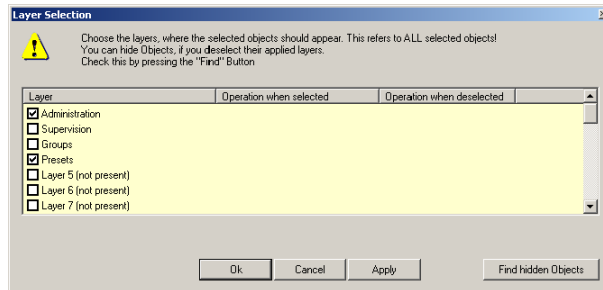 Layer Selection
Choose the layers, where the selected objects should appear. This refers to ALL selected objects!
You can hide Objects, if you deselect their applied layers.
Check this by pressing the "Find" Button
Layer Operation when selected Operation when deselected
Administration
Supervision
Groups
Presets
Layer 5 (not present)
Layer 6 (not present)
Layer 7 (not present)
Ok Cancel Apply Find hidden Objects